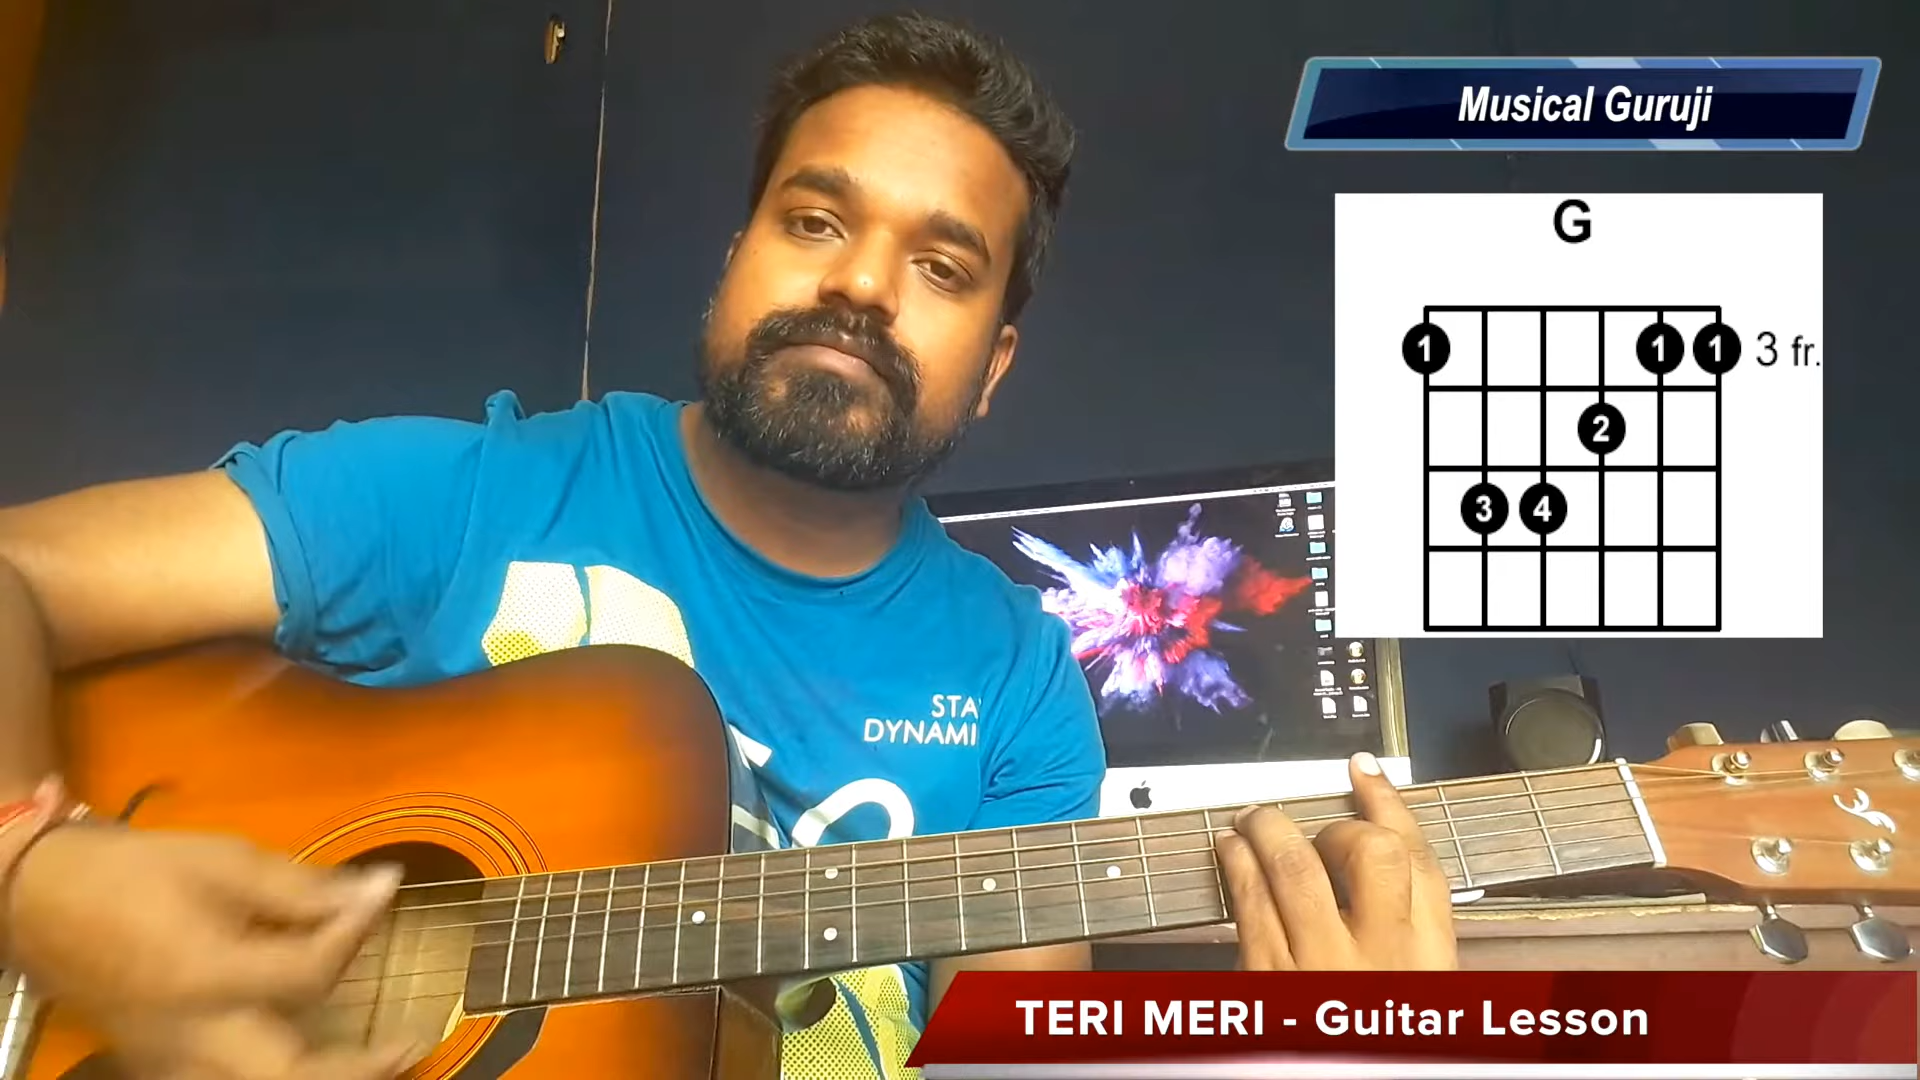 Musical Guruji
G
1 1 1 3 fr.
2
3 4
STA
DYNAMI
TERI MERI - Guitar Lesson